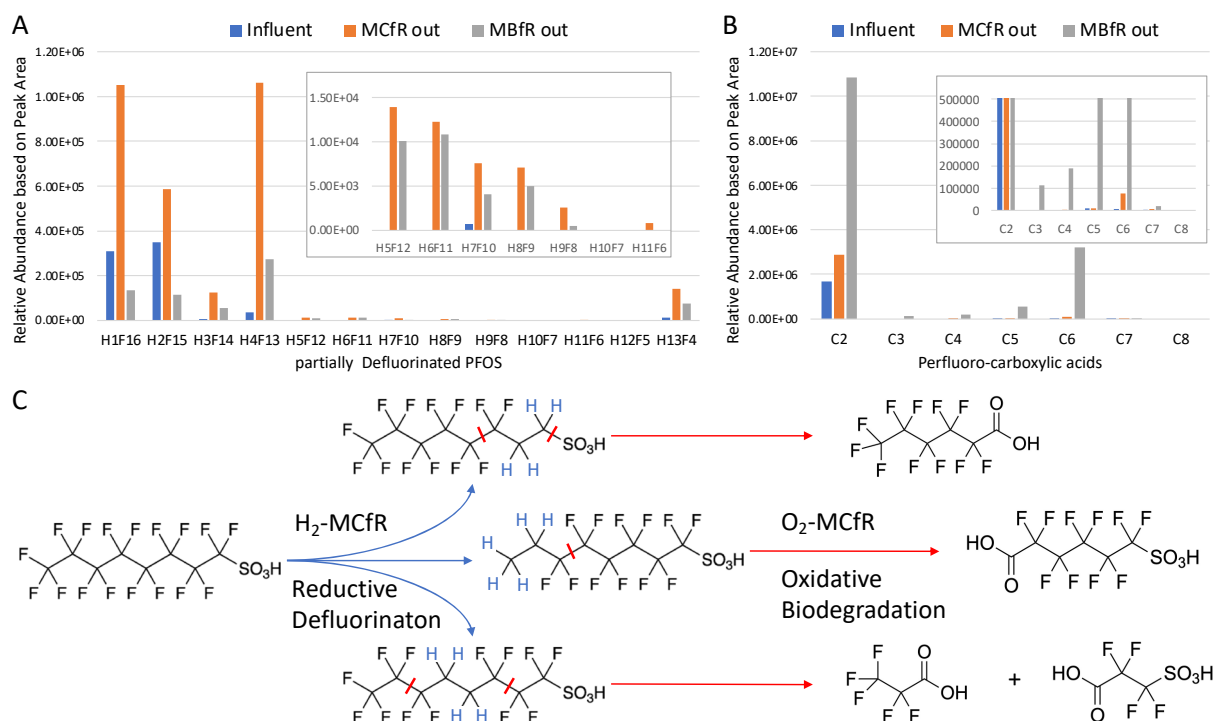 A
Influent MCfR out MBfR out
Relative Abundance based on Peak Area
1.20E+06
1.00E+06
8.00E+05
6.00E+05
4.00E+05
2.00E+05
0.00E+00
1.50E+04
1.00E+04
5.00E+03
0.00E+00
H5F12 H6F11 H7F10 H8F9 H9F8 H10F7 H11F6
H1F16 H2F15 H3F14 H4F13 H5F12 H6F11 H7F10 H8F9 H9F8 H10F7 H11F6 H12F5 H13F4
partially Defluorinated PFOS
B
Influent MCfR out MBfR out
Relative Abundance based on Peak Area
1.20E+07
1.00E+07
8.00E+06
6.00E+06
4.00E+06
2.00E+06
0.00E+00
500000
400000
300000
200000
100000
0
C2 C3 C4 C5 C6 C7 C8
C2 C3 C4 C5 C6 C7 C8
Perfluoro-carboxylic acids
C
F F F F F F H H
F SO₃H
F F F F F F H H
F F F F O
F OH
F F F F F F
F F F F F F F F
F SO₃H
F F F F F F F F
H₂-MCfR
Reductive
Defluorinaton
H H F F F F F F
H SO₃H
H H F F F F F F
O₂-MCfR
Oxidative
Biodegradation
F F F F F F
HO SO₃H
O F F F F
F F H H F F F F
F SO₃H
F F F F H H F F
F F O
F OH
F F
+
F F
HO SO₃H
O F F